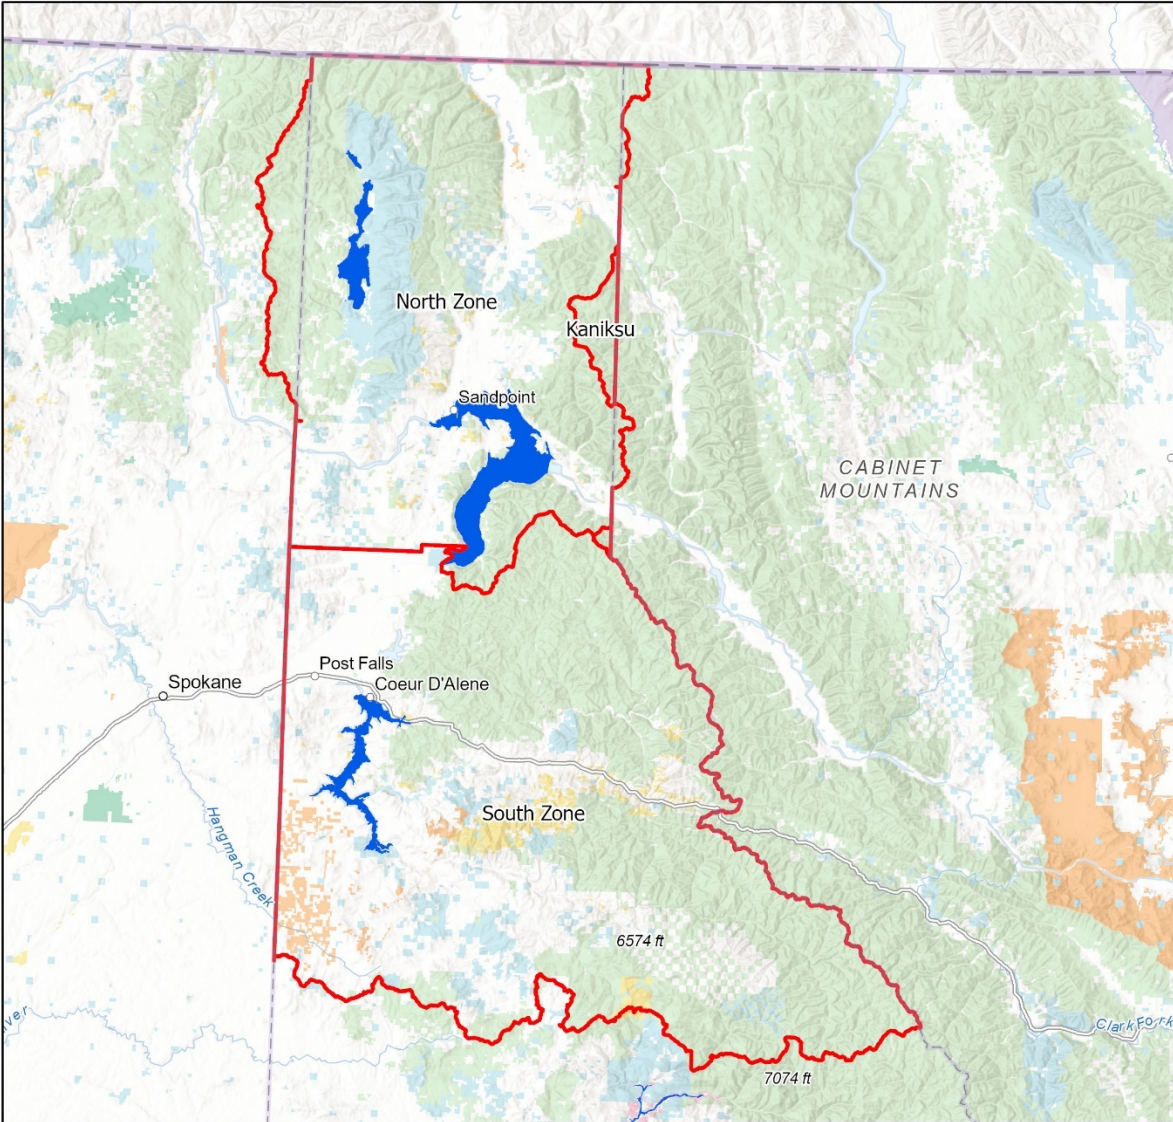 North Zone
Kaniksu
Sandpoint
CABINET
MOUNTAINS
Post Falls
Spokane
Coeur D'Alene
South Zone
Hangman Creek
6574 ft
iver
Clark Fork
7074 ft